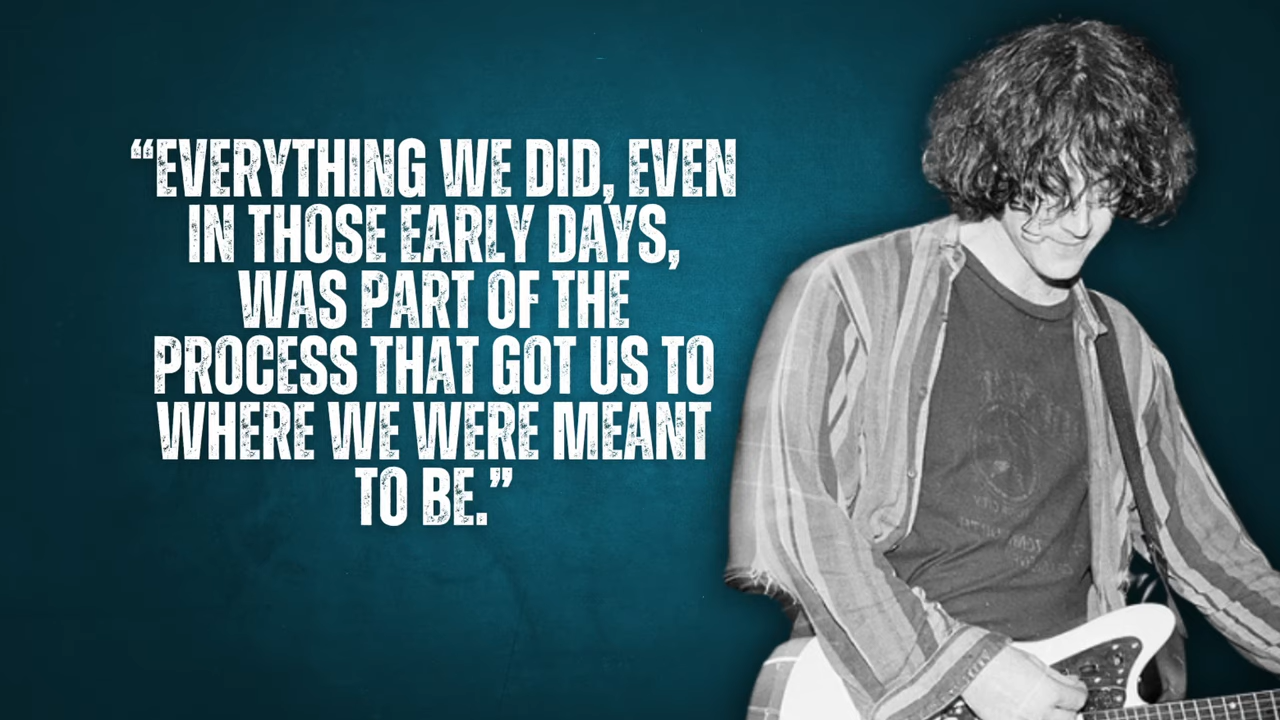 “EVERYTHING WE DID, EVEN
IN THOSE EARLY DAYS,
WAS PART OF THE
PROCESS THAT GOT US TO
WHERE WE WERE MEANT
TO BE.”